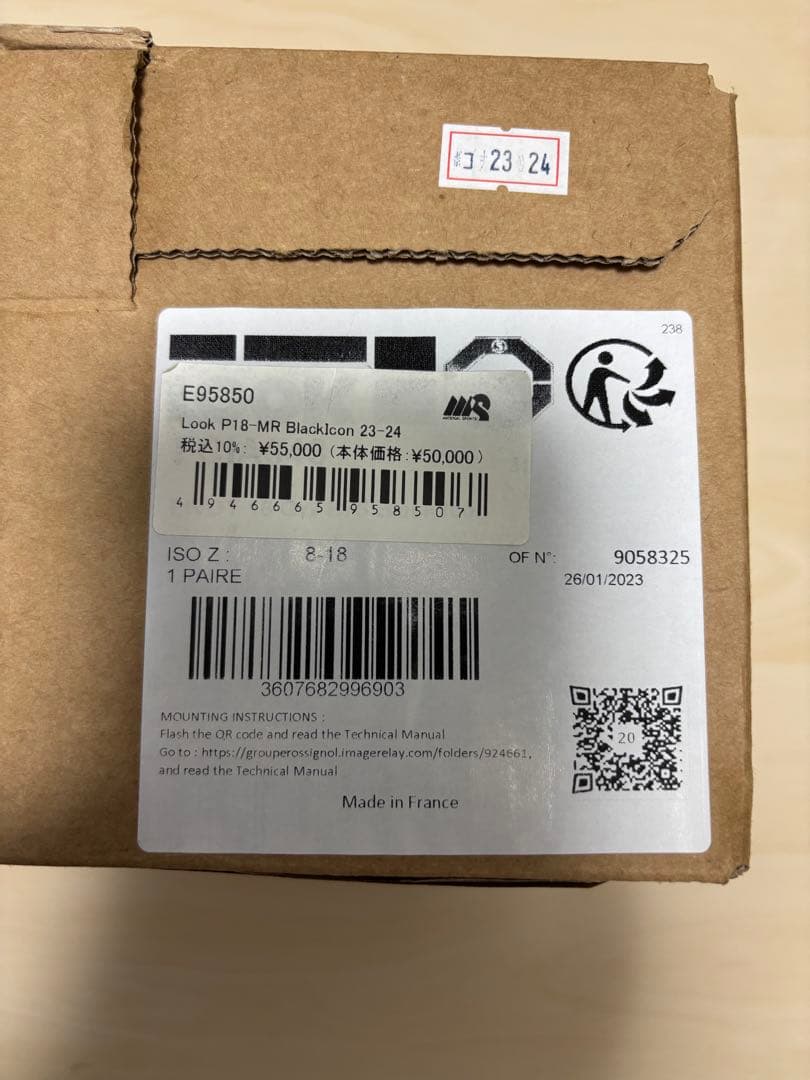 23 24
238
E95850
Look P18-MR BlackIcon 23-24
税込10%: ¥55,000 (本体価格:¥50,000)
4946665958507
ISO Z : 8-18 OF N°: 9058325
1 PAIRE 26/01/2023
3607682996903
MOUNTING INSTRUCTIONS :
Flash the QR code and read the Technical Manual
Go to : https://grouperossignol.imagerelay.com/folders/924661,
and read the Technical Manual
20
Made in France